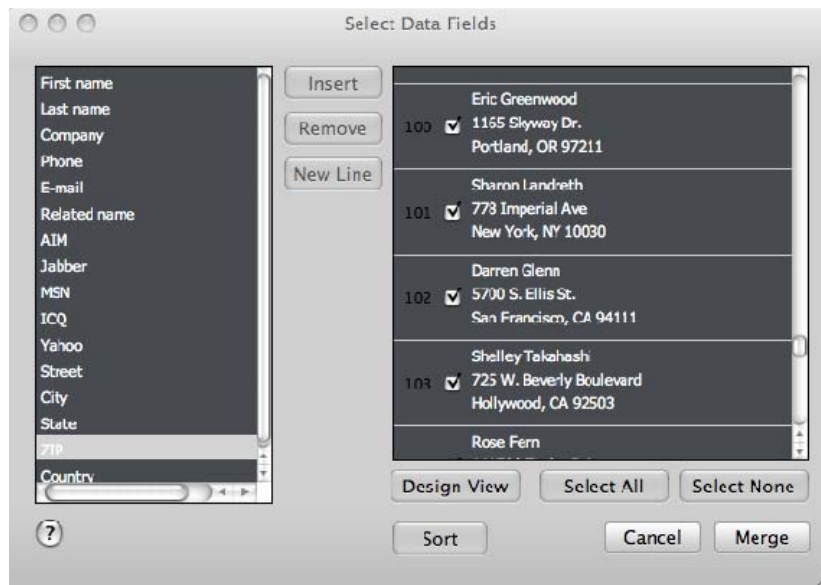 Select Data Fields
First name
Last name
Company
Phone
E-mail
Related name
AIM
Jabber
MSN
ICQ
Yahoo
Street
City
State
ZIP
Country
Insert
Remove
New Line
100
Eric Greenwood
1165 Skyway Dr.
Portland, OR 97211
101
Sharon Landreth
778 Imperial Ave
New York, NY 10030
102
Darren Glenn
5700 S. Ellis St.
San Francisco, CA 94111
103
Shelley Takahashi
725 W. Beverly Boulevard
Hollywood, CA 92503
Rose Fern
Design View
Select All
Select None
?
Sort
Cancel
Merge